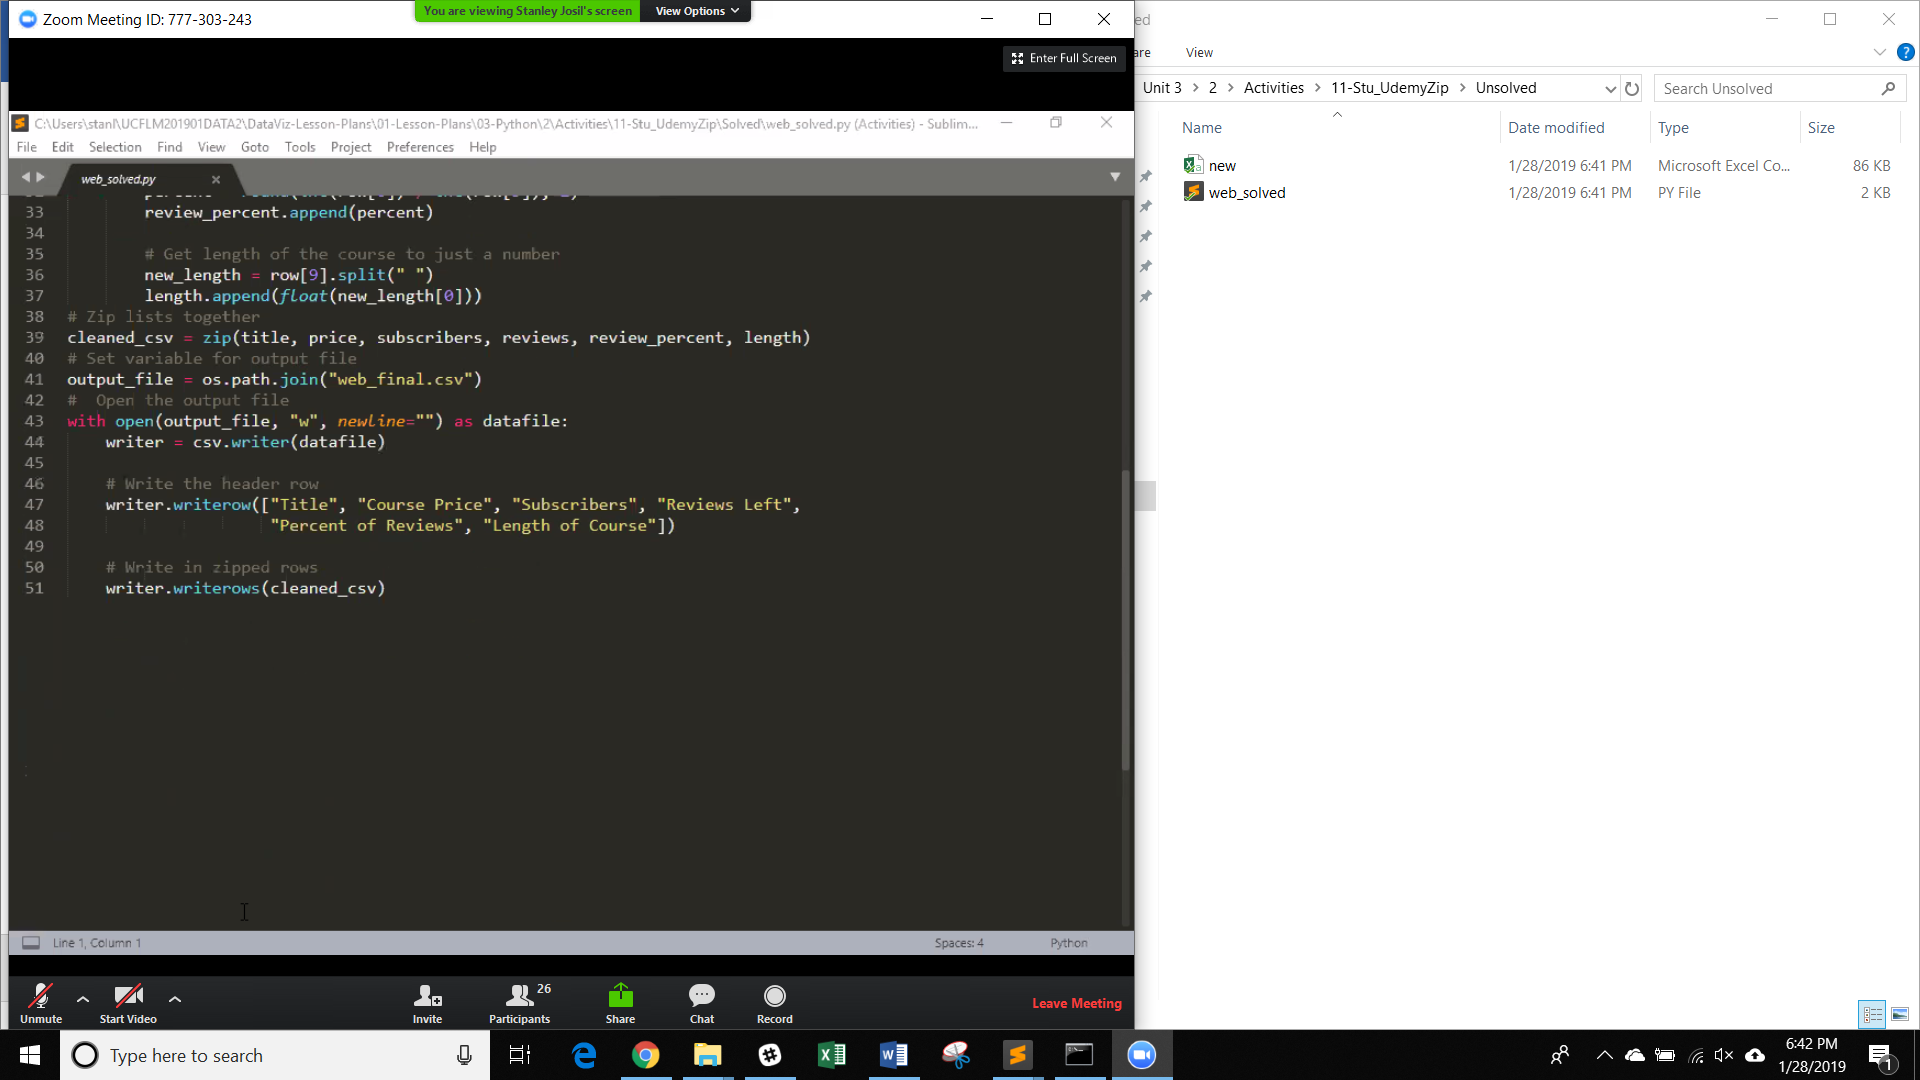 Zoom Meeting ID: 777-303-243
You are viewing Stanley Josil's screen
View Options
Enter Full Screen
C:\Users\stanl\UCFLM201901DATA2\DataViz-Lesson-Plans\01-Lesson-Plans\03-Python\2\Activities\11-Stu_UdemyZip\Solved\web_solved.py (Activities) - Sublim...
File Edit Selection Find View Goto Tools Project Preferences Help
web_solved.py
33 review_percent.append(percent)
34
35 # Get length of the course to just a number
36 new_length = row[9].split(" ")
37 length.append(float(new_length[0]))
38 # Zip lists together
39 cleaned_csv = zip(title, price, subscribers, reviews, review_percent, length)
40 # Set variable for output file
41 output_file = os.path.join("web_final.csv")
42 #  Open the output file
43 with open(output_file, "w", newline="") as datafile:
44 writer = csv.writer(datafile)
45
46 # Write the header row
47 writer.writerow(["Title", "Course Price", "Subscribers", "Reviews Left",
48 "Percent of Reviews", "Length of Course"])
49
50 # Write in zipped rows
51 writer.writerows(cleaned_csv)
Line 1, Column 1
Spaces: 4
Python
Unmute
Start Video
Invite
26
Participants
Share
Chat
Record
Leave Meeting
ed
are View
?
Unit 3 > 2 > Activities > 11-Stu_UdemyZip > Unsolved
Search Unsolved
Name Date modified Type Size
new 1/28/2019 6:41 PM Microsoft Excel Co... 86 KB
web_solved 1/28/2019 6:41 PM PY File 2 KB
Type here to search
6:42 PM
1/28/2019
1